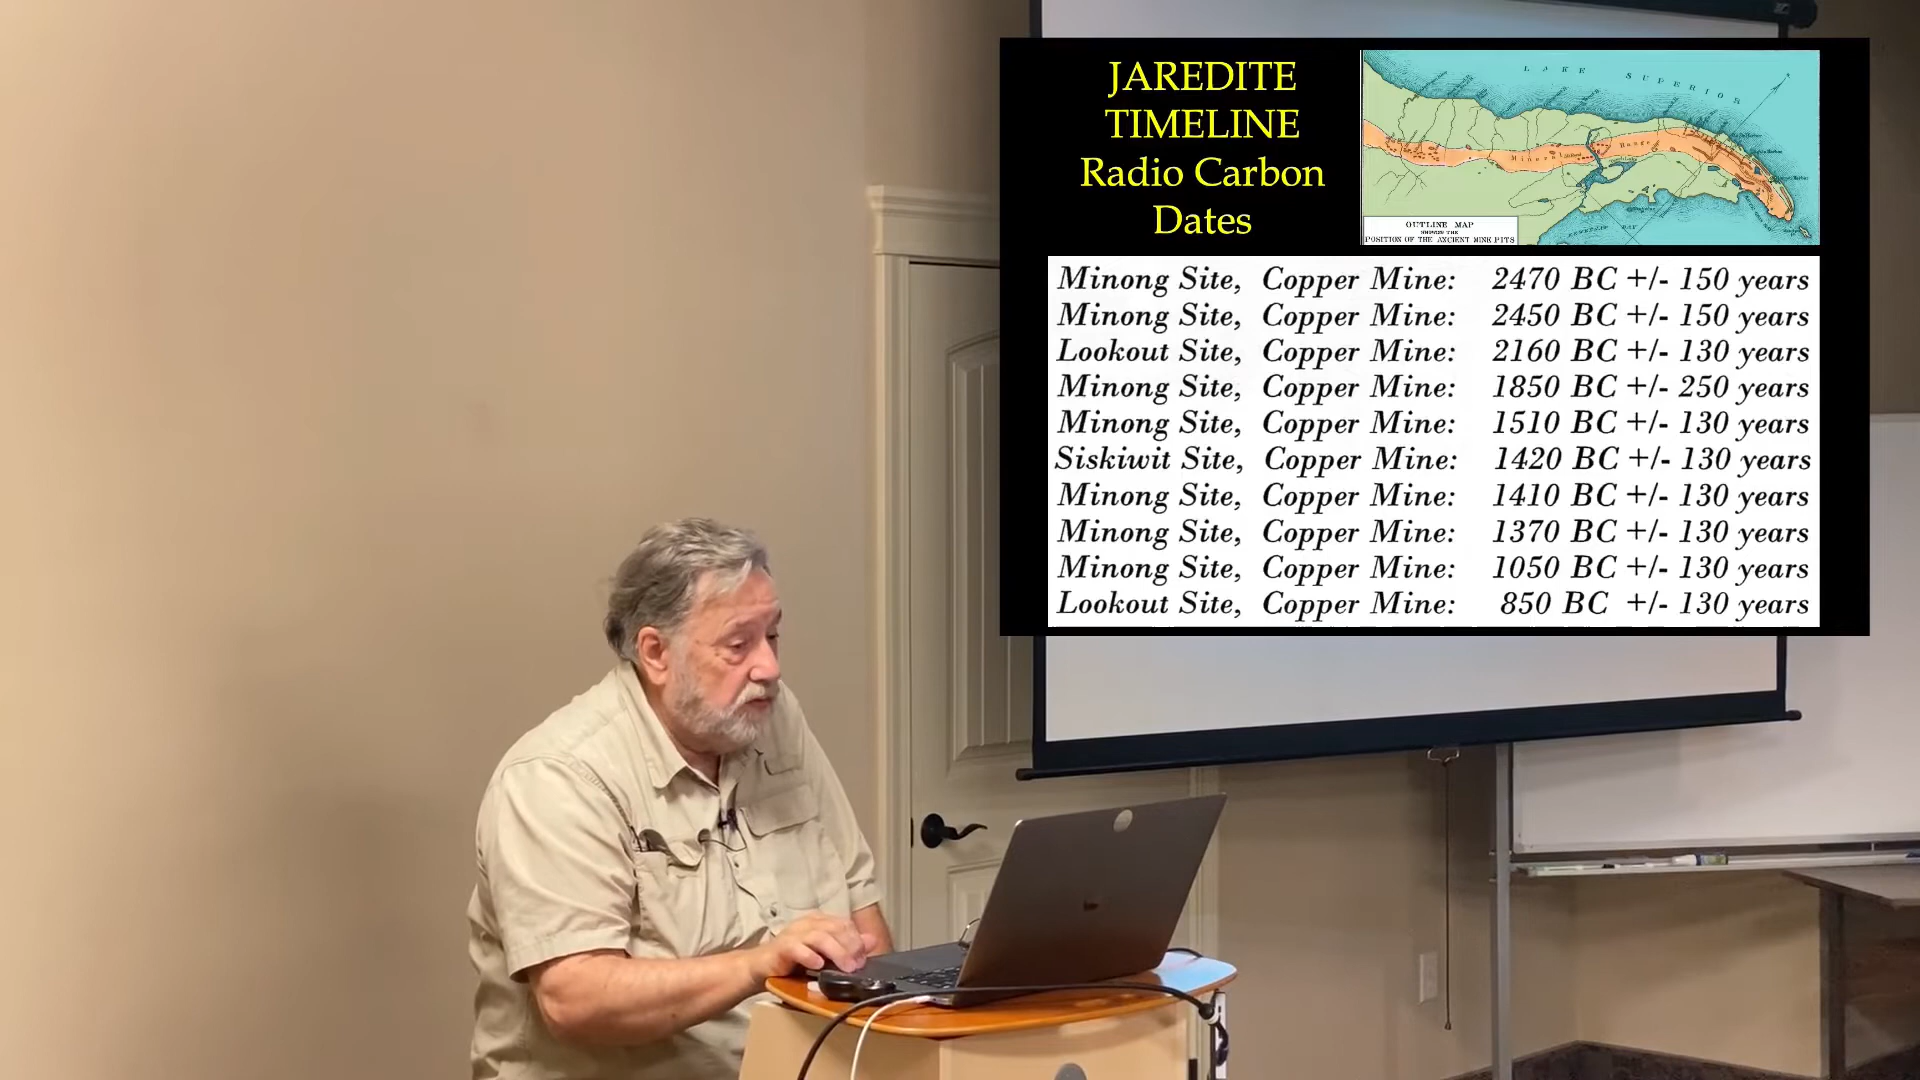 JAREDITE
TIMELINE
Radio Carbon
Dates
LAKE SUPERIOR
Mineral Range
OUTLINE MAP
SHOWING THE
POSITION OF THE ANCIENT MINE PITS
Minong Site, Copper Mine: 2470 BC +/- 150 years
Minong Site, Copper Mine: 2450 BC +/- 150 years
Lookout Site, Copper Mine: 2160 BC +/- 130 years
Minong Site, Copper Mine: 1850 BC +/- 250 years
Minong Site, Copper Mine: 1510 BC +/- 130 years
Siskiwit Site, Copper Mine: 1420 BC +/- 130 years
Minong Site, Copper Mine: 1410 BC +/- 130 years
Minong Site, Copper Mine: 1370 BC +/- 130 years
Minong Site, Copper Mine: 1050 BC +/- 130 years
Lookout Site, Copper Mine: 850 BC +/- 130 years